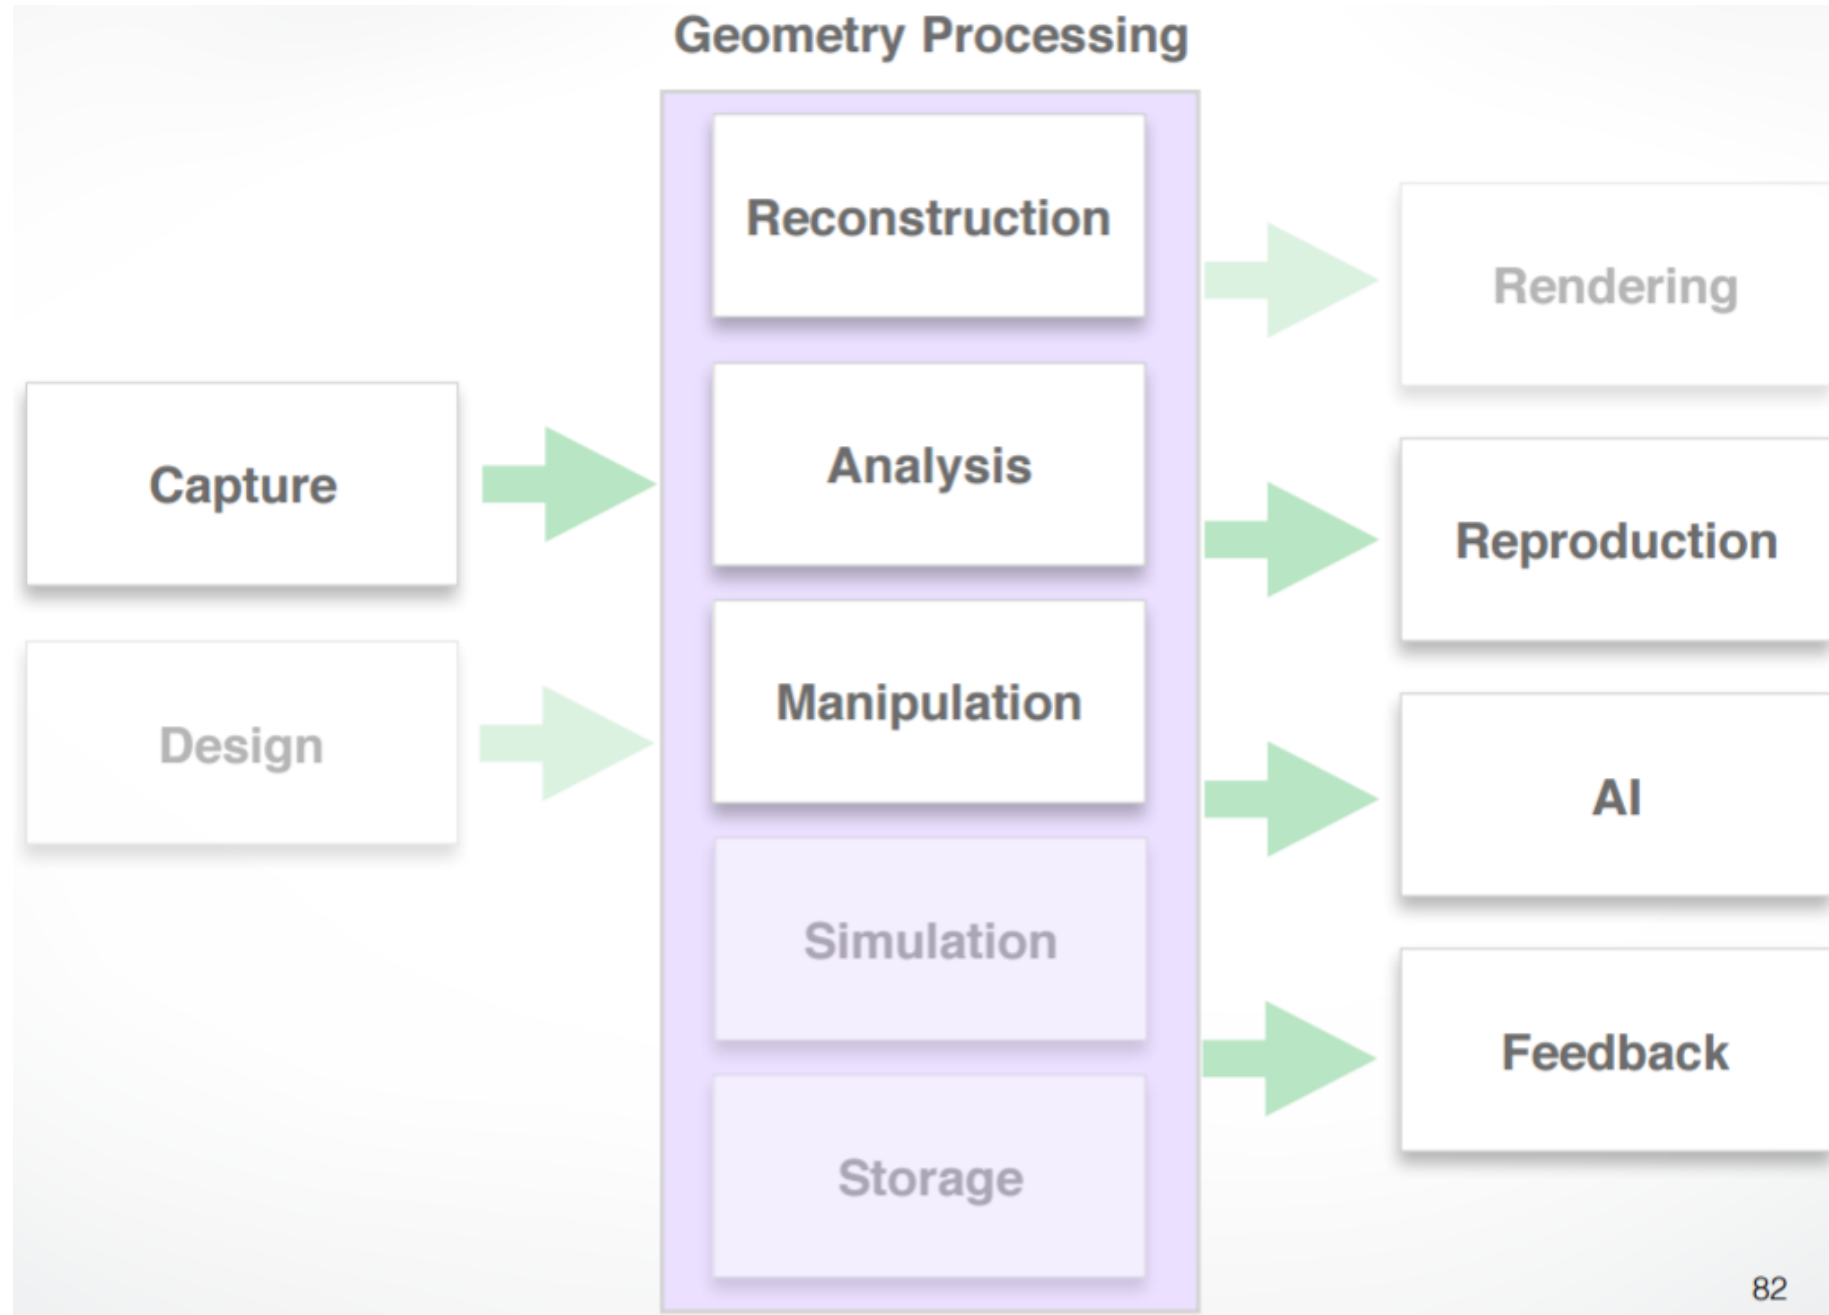 Geometry Processing
Capture
Design
Reconstruction
Analysis
Manipulation
Simulation
Storage
Rendering
Reproduction
AI
Feedback
82